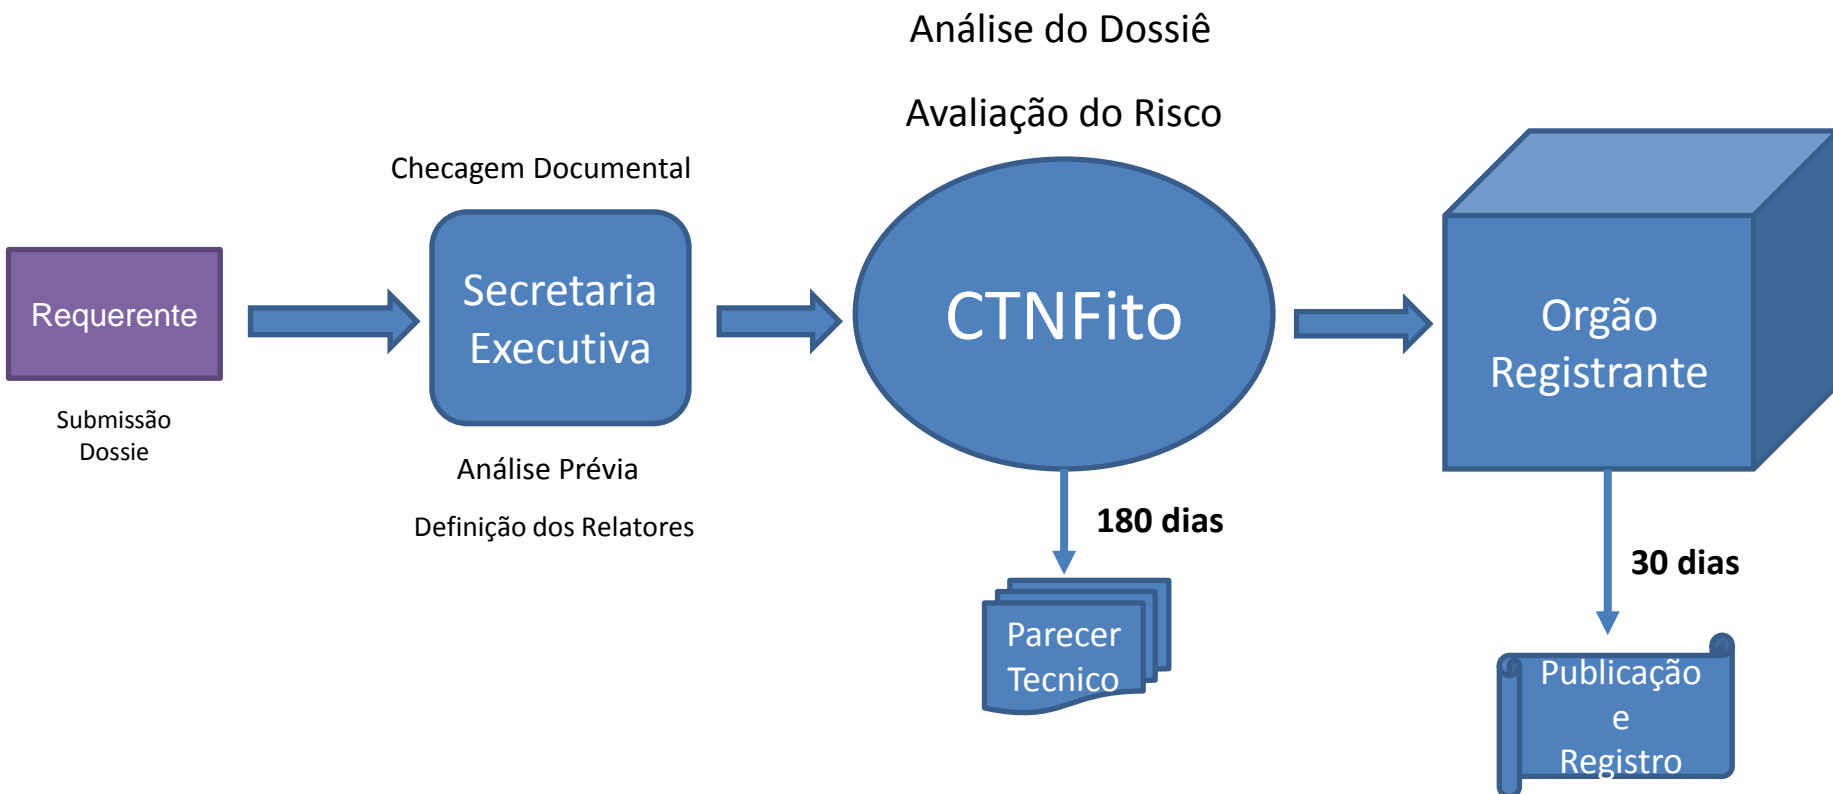 Análise do Dossiê
Avaliação do Risco
Checagem Documental
Requerente
Submissão
Dossie
Secretaria
Executiva
Análise Prévia
Definição dos Relatores
CTNFito
180 dias
Parecer
Tecnico
Orgão
Registrante
30 dias
Publicação
e
Registro